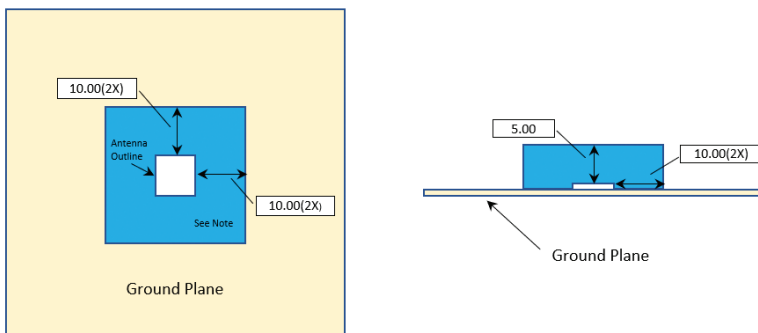 10.00(2X)
Antenna
Outline
10.00(2X)
See Note
Ground Plane
5.00
10.00(2X)
Ground Plane